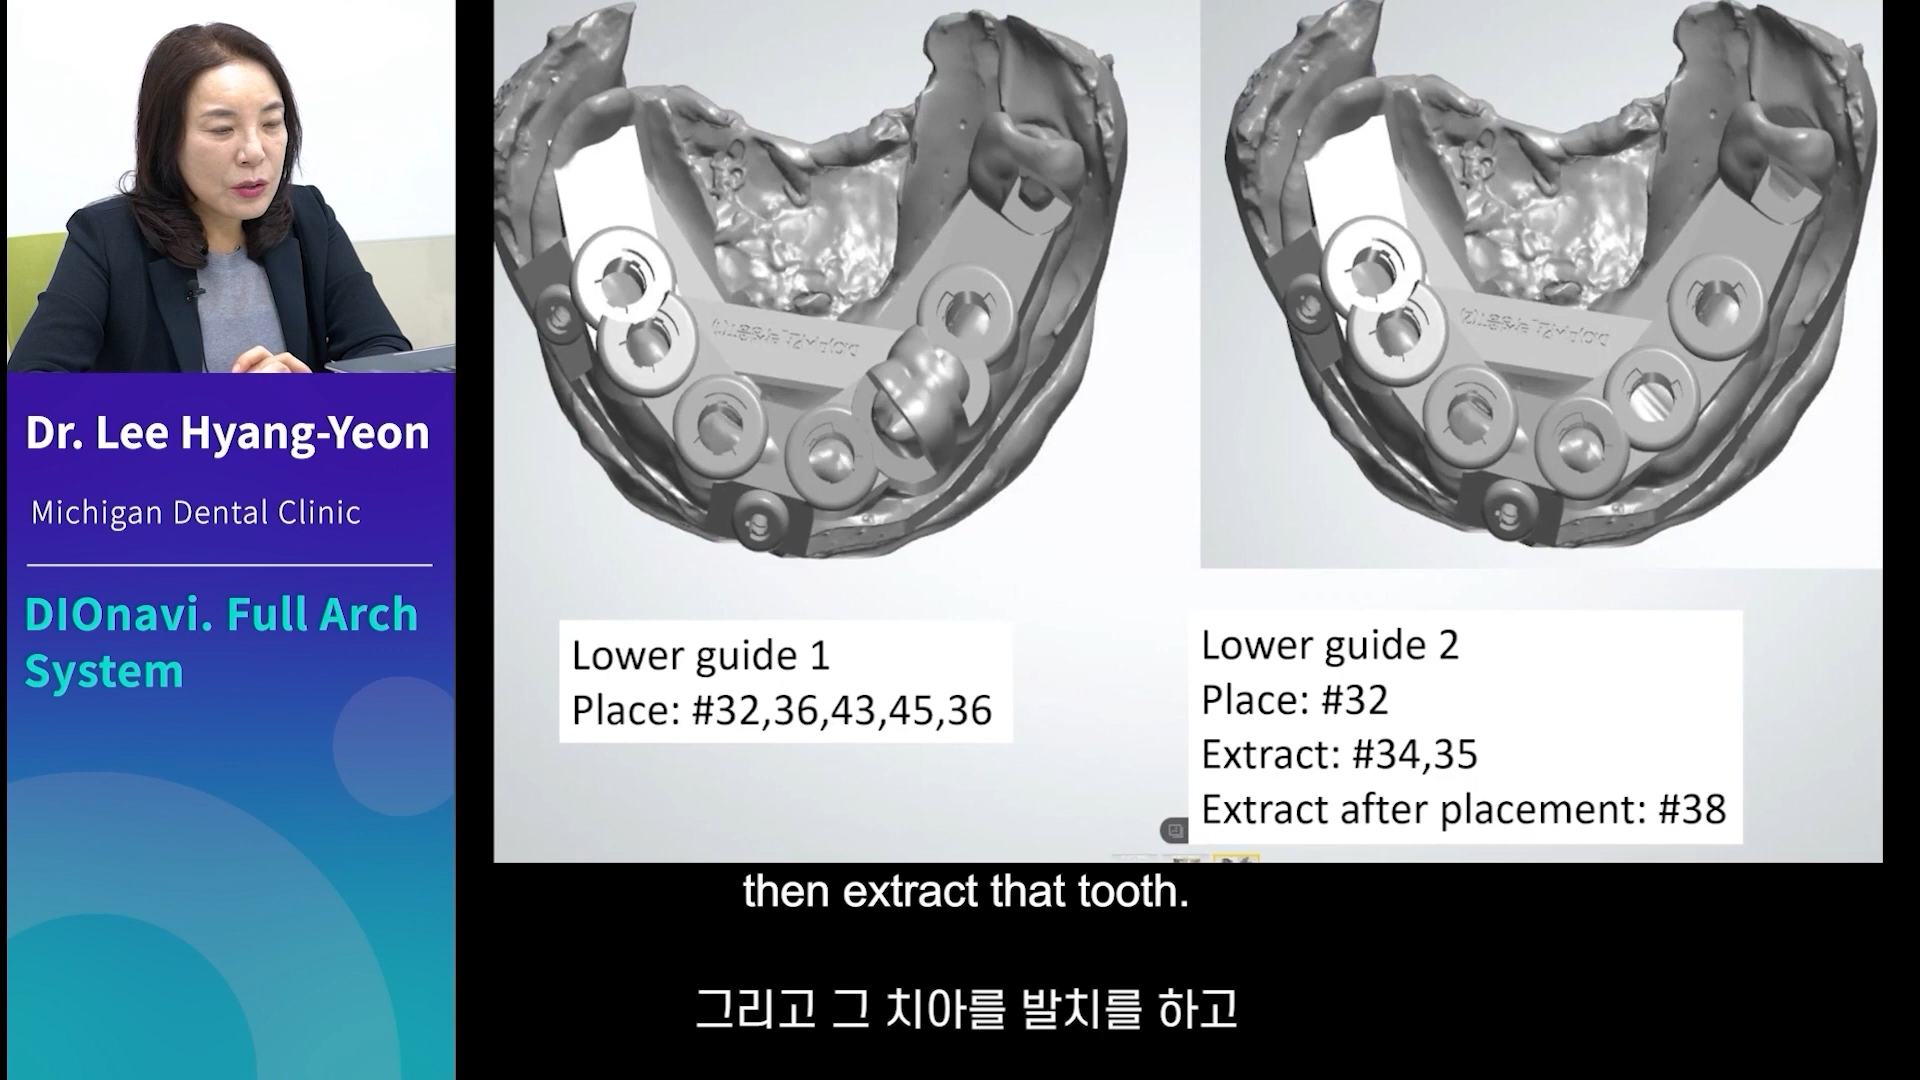 Dr. Lee Hyang-Yeon
Michigan Dental Clinic
DIOnavi. Full Arch
System
Lower guide 1
Place: #32,36,43,45,36
Lower guide 2
Place: #32
Extract: #34,35
Extract after placement: #38
then extract that tooth.
그리고 그 치아를 발치를 하고